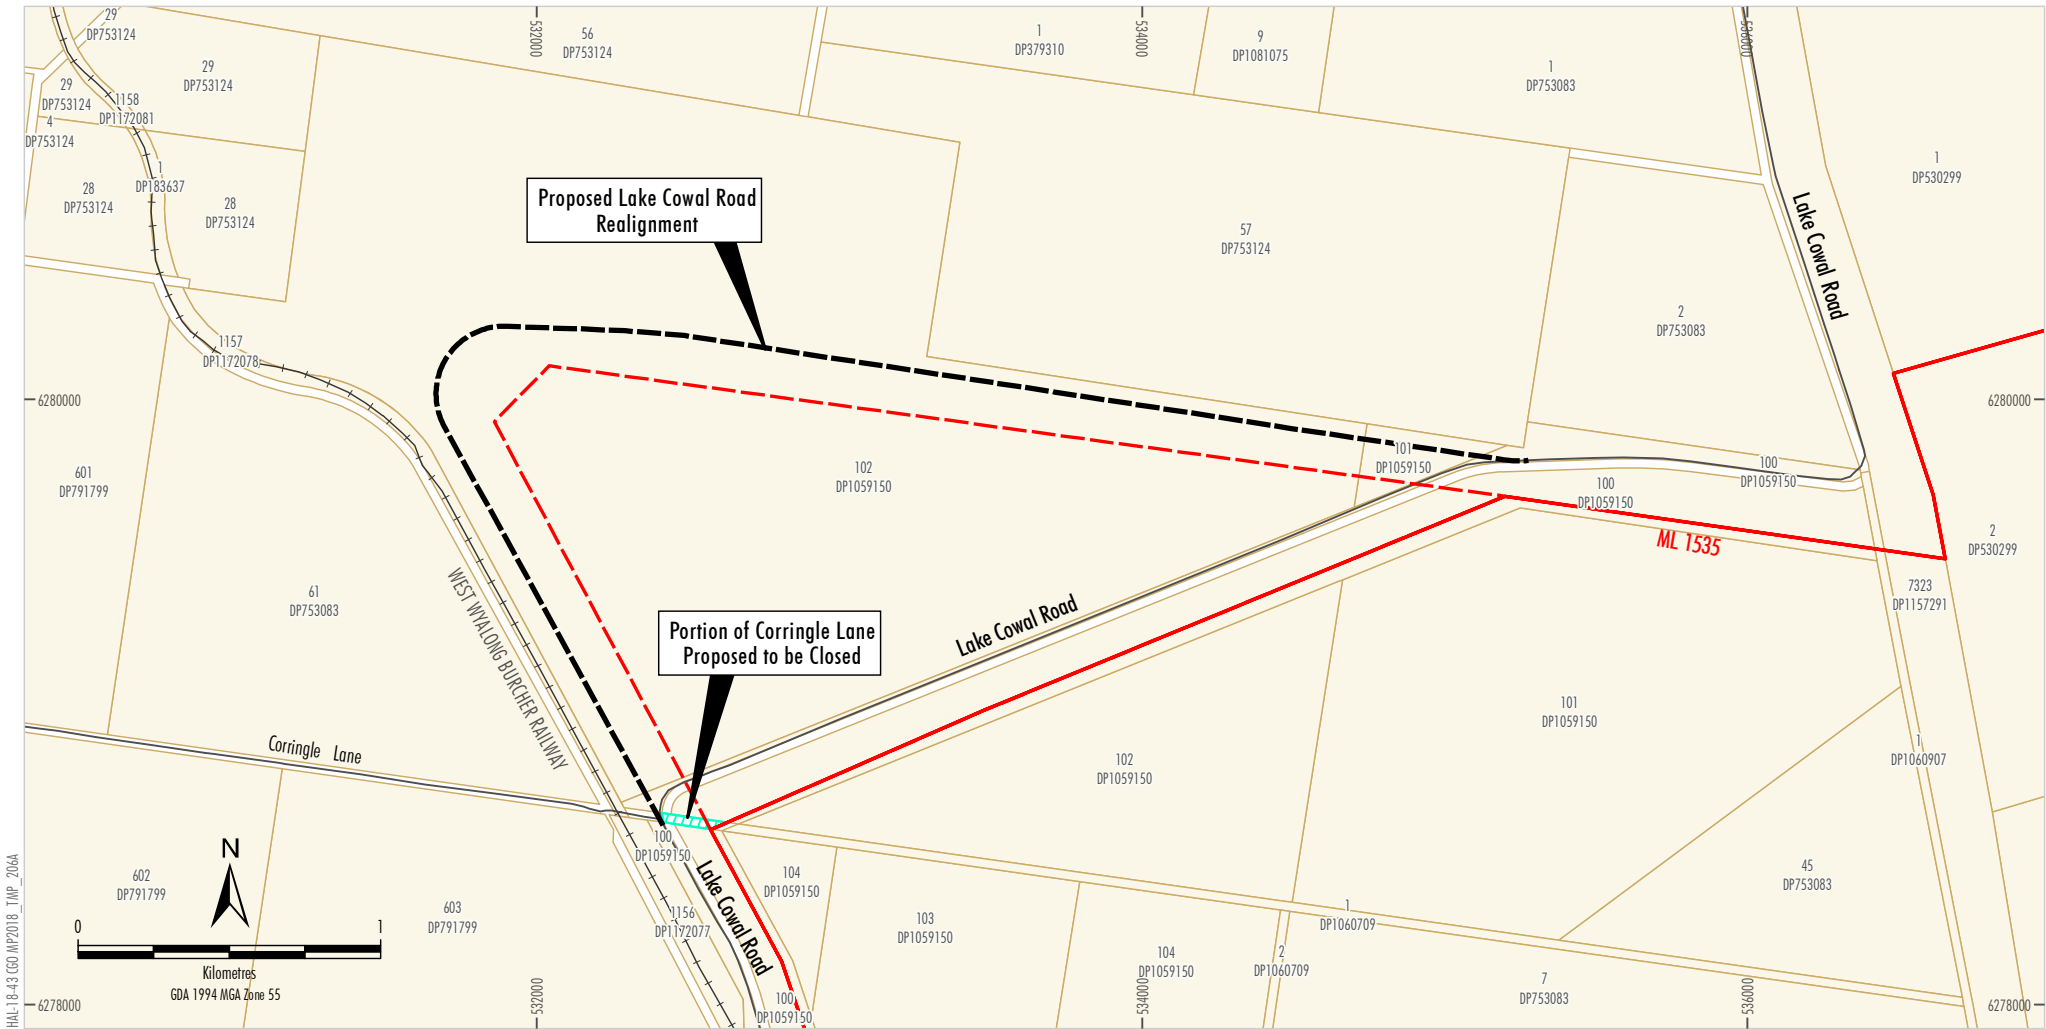 29
DP753124
532000
56
DP753124
1
DP379310
534000
9
DP1081075
536000
1
DP753083
29
DP753124
29
DP753124
1158
DP1172081
4
DP753124
1
DP183637
28
DP753124
28
DP753124
Proposed Lake Cowal Road
Realignment
57
DP753124
1
DP530299
Lake Cowal Road
2
DP753083
1157
DP1172078
6280000
6280000
601
DP791799
102
DP1059150
101
DP1059150
100
DP1059150
100
DP1059150
ML 1535
2
DP530299
7323
DP1157291
61
DP753083
WEST WYALONG BURCHER RAILWAY
Portion of Corringle Lane
Proposed to be Closed
Lake Cowal Road
101
DP1059150
Corringle Lane
102
DP1059150
1
DP1060907
100
DP1059150
Lake Cowal Road
104
DP1059150
45
DP753083
602
DP791799
603
DP791799
1156
DP1172077
103
DP1059150
1
DP1060709
104
DP1059150
2
DP1060709
7
DP753083
N
0
1
Kilometres
GDA 1994 MGA Zone 55
6278000
532000
100
DP1059150
534000
536000
6278000
HAL-18-43 CGO MP2018_TMP_206A